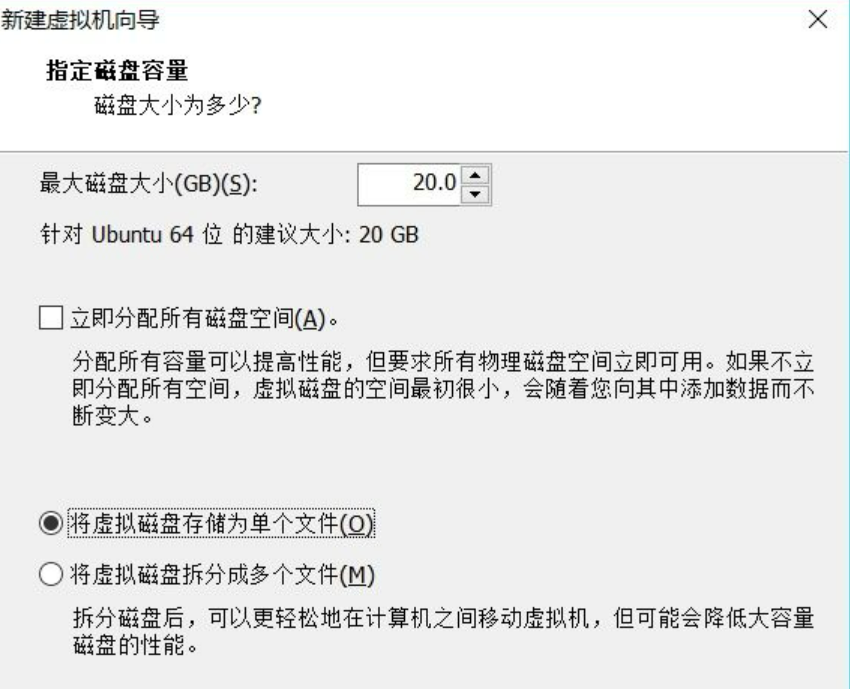 新建虚拟机向导
指定磁盘容量
磁盘大小为多少?
最大磁盘大小(GB)(S): 20.0
针对 Ubuntu 64 位 的建议大小: 20 GB
立即分配所有磁盘空间(A)。
分配所有容量可以提高性能，但要求所有物理磁盘空间立即可用。如果不立
即分配所有空间，虚拟磁盘的空间最初很小，会随着您向其中添加数据而不
断变大。
将虚拟磁盘存储为单个文件(O)
将虚拟磁盘拆分成多个文件(M)
拆分磁盘后，可以更轻松地在计算机之间移动虚拟机，但可能会降低大容量
磁盘的性能。